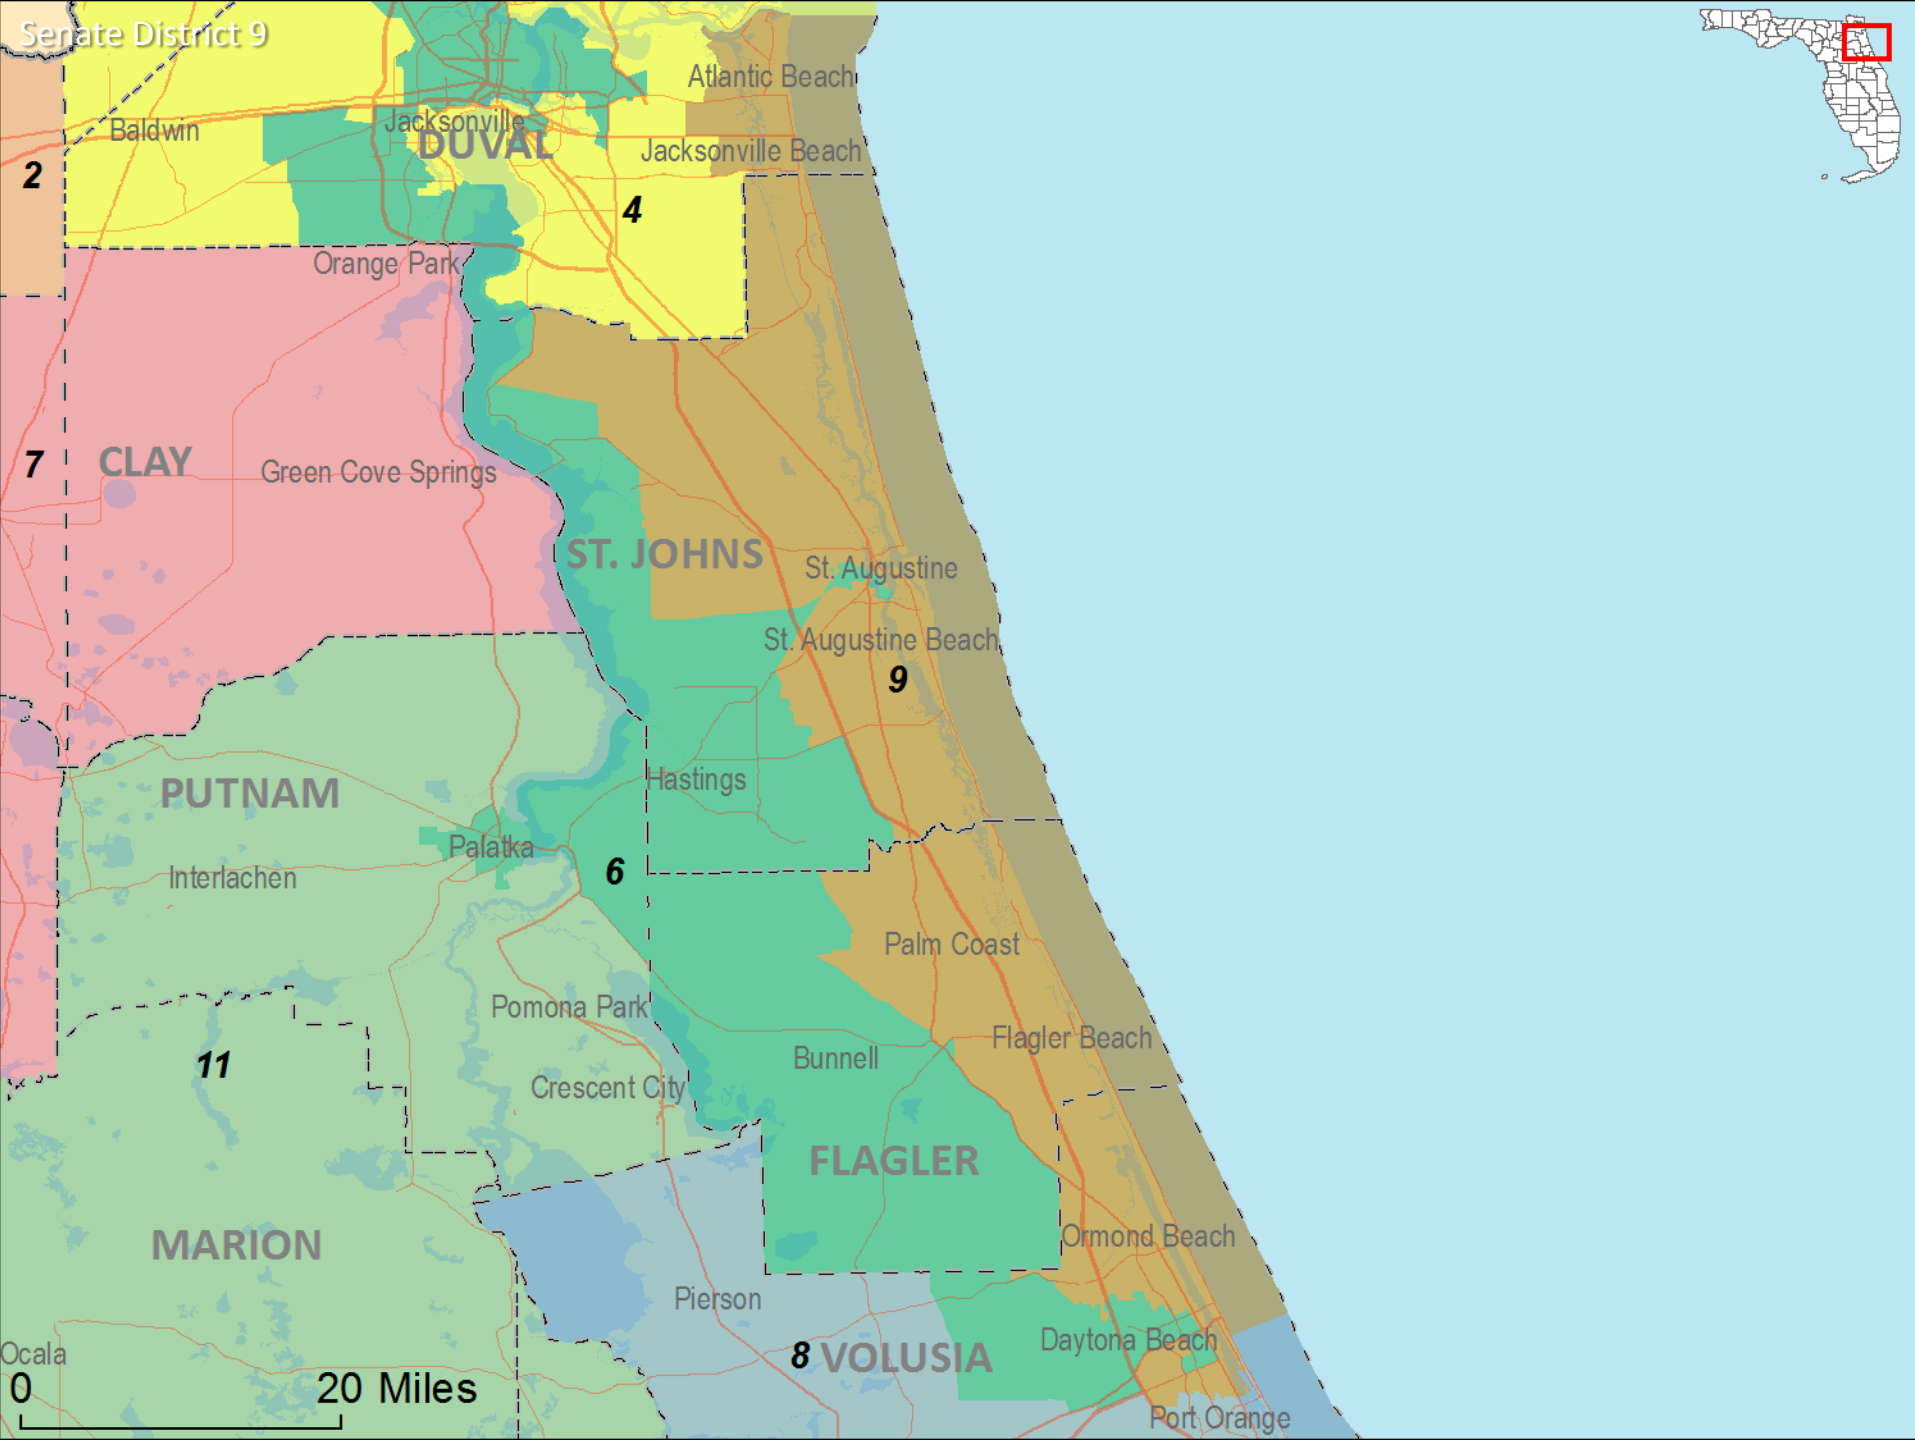 Senate District 9
Atlantic Beach
Baldwin
Jacksonville
DUVAL
Jacksonville Beach
2
4
Orange Park
7
CLAY
Green Cove Springs
ST. JOHNS
St. Augustine
St. Augustine Beach
9
PUTNAM
Hastings
Palatka
Interlachen
6
Palm Coast
Pomona Park
Flagler Beach
11
Bunnell
Crescent City
FLAGLER
MARION
Ormond Beach
Pierson
Daytona Beach
Ocala
8 VOLUSIA
0 20 Miles
Port Orange